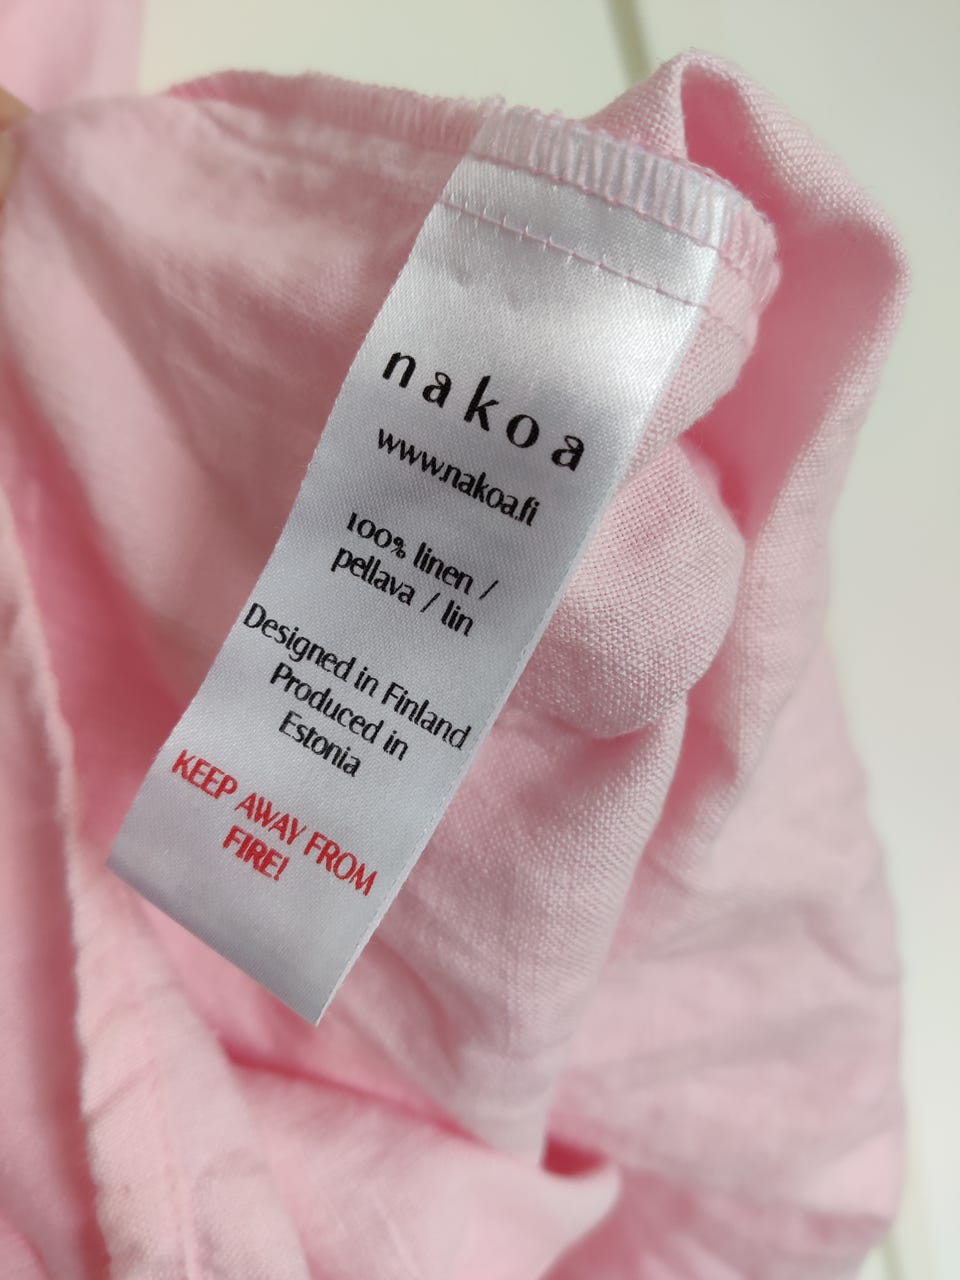 nakoa
www.nakoa.fi
100% linen /
pellava / lin
Designed in Finland
Produced in
Estonia
KEEP AWAY FROM
FIRE!